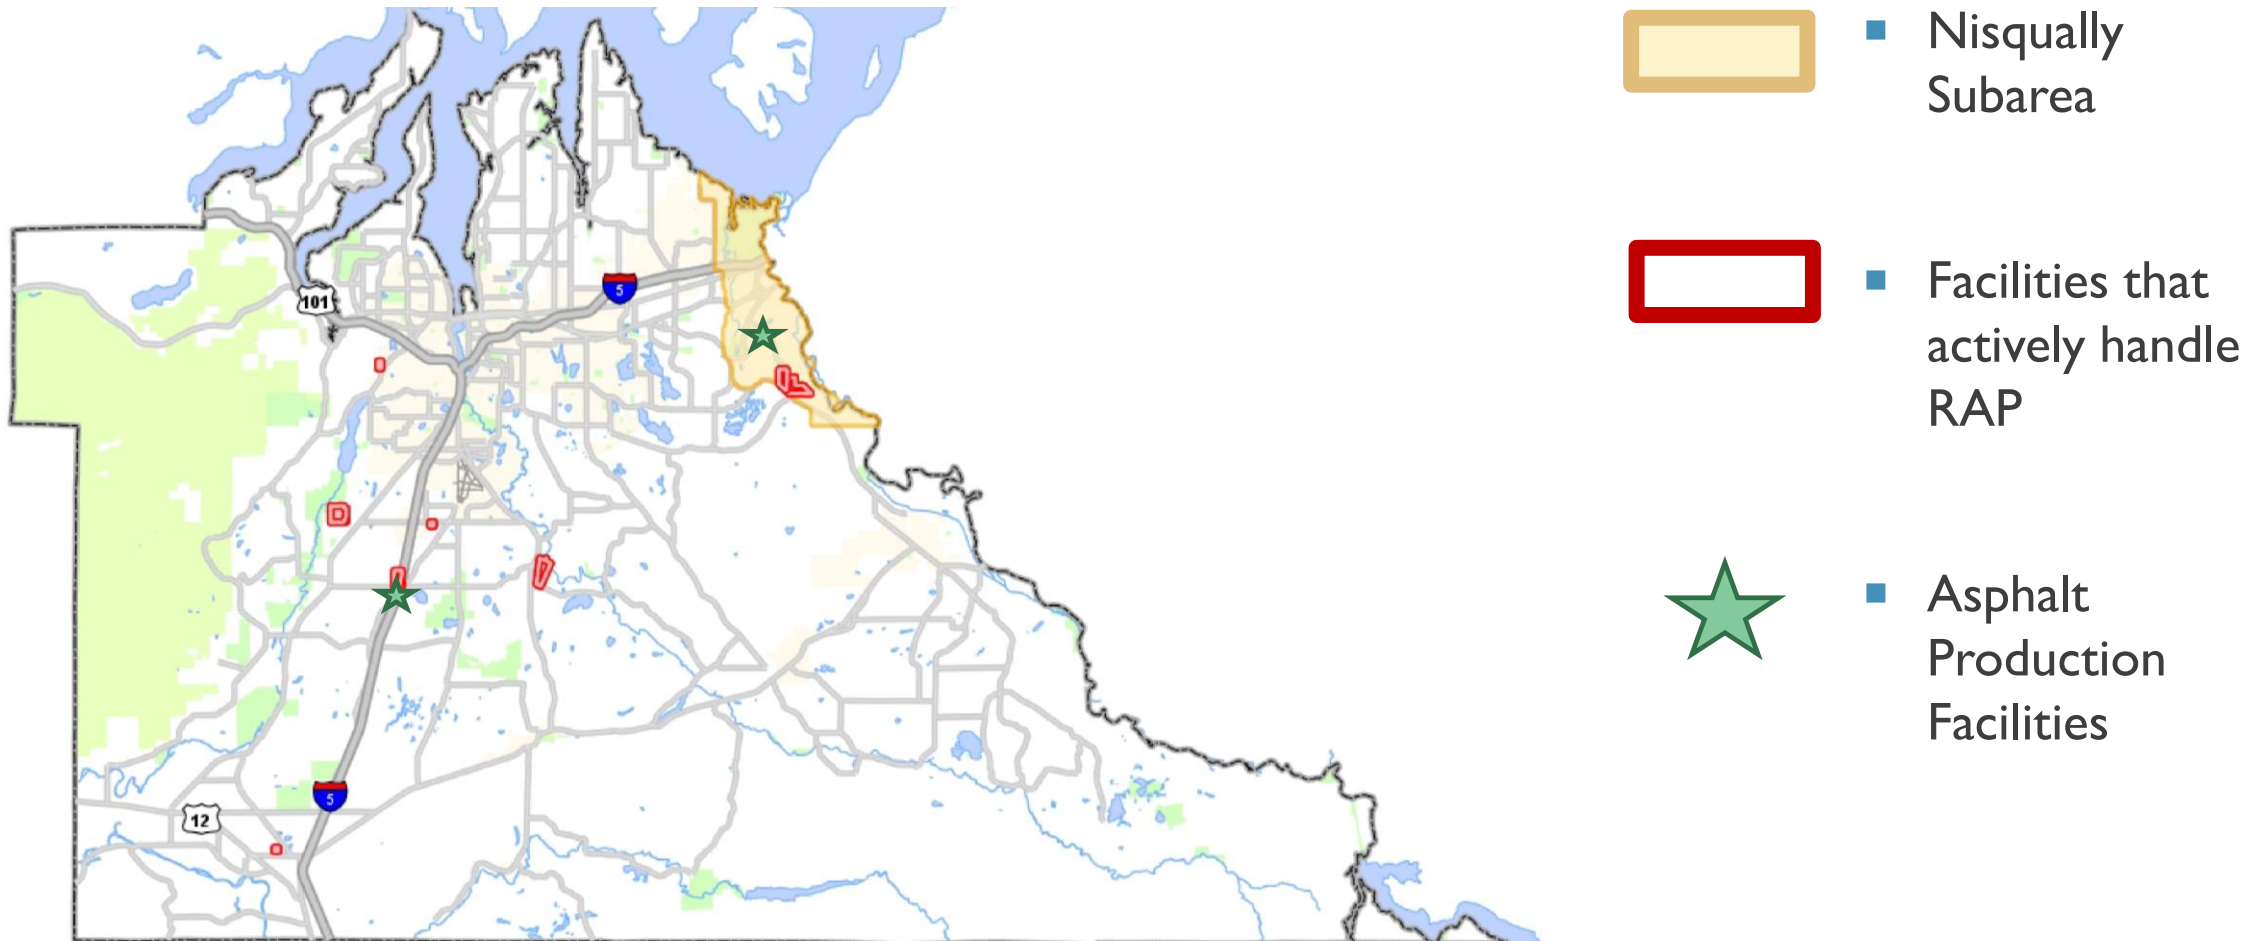 Nisqually
Subarea
Facilities that
actively handle
RAP
Asphalt
Production
Facilities
5
101
5
12